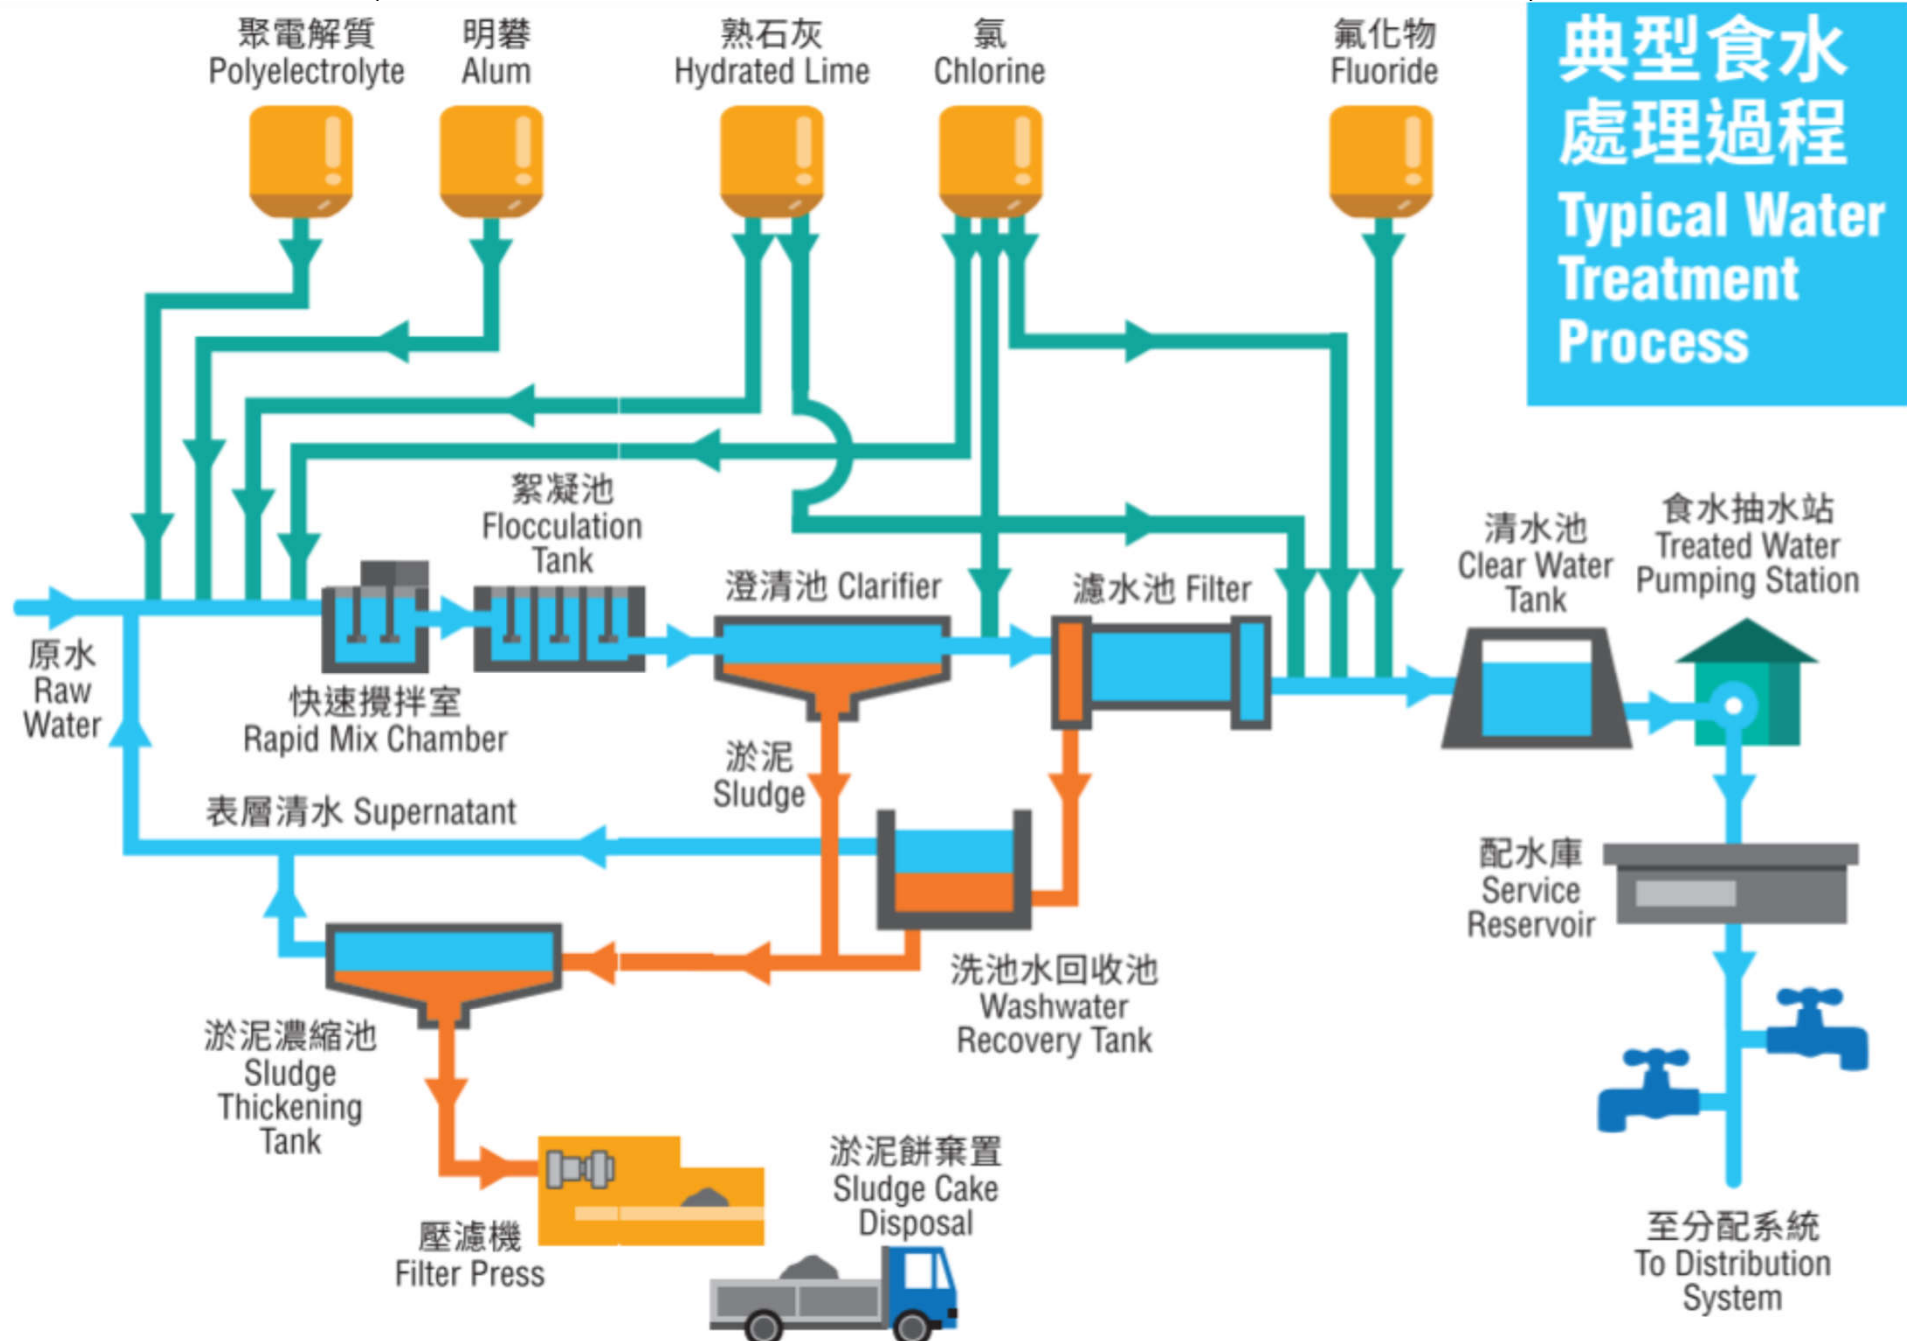 聚電解質
Polyelectrolyte
明礬
Alum
熟石灰
Hydrated Lime
氯
Chlorine
氟化物
Fluoride
典型食水
處理過程
Typical Water
Treatment
Process
絮凝池
Flocculation
Tank
澄清池 Clarifier
濾水池 Filter
清水池
Clear Water
Tank
食水抽水站
Treated Water
Pumping Station
原水
Raw
Water
快速攪拌室
Rapid Mix Chamber
淤泥
Sludge
表層清水 Supernatant
配水庫
Service
Reservoir
洗池水回收池
Washwater
Recovery Tank
淤泥濃縮池
Sludge
Thickening
Tank
壓濾機
Filter Press
淤泥餅棄置
Sludge Cake
Disposal
至分配系統
To Distribution
System